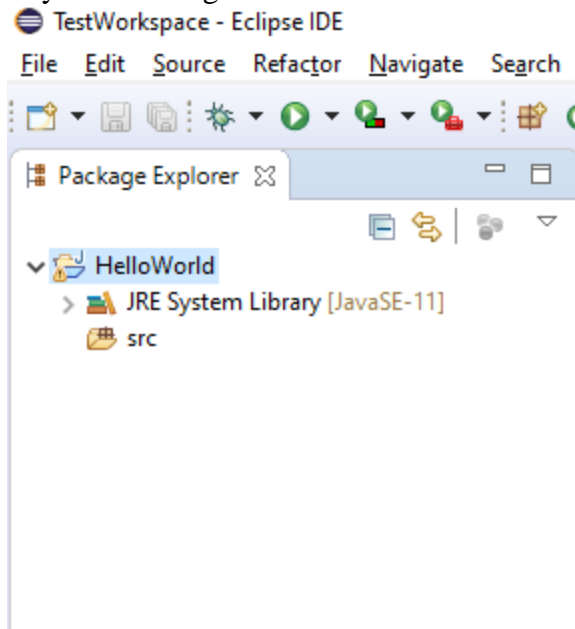 TestWorkspace - Eclipse IDE
File Edit Source Refactor Navigate Search
Package Explorer
HelloWorld
JRE System Library [JavaSE-11]
src